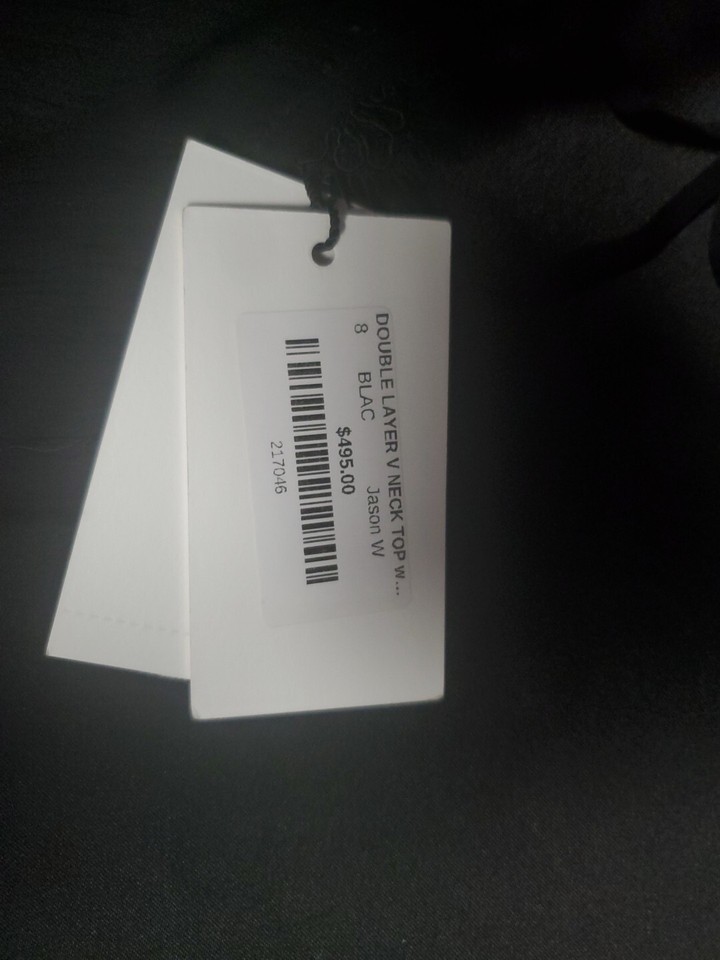 DOUBLE LAYER V NECK TOP W...
8 BLAC Jason W
$495.00
217046